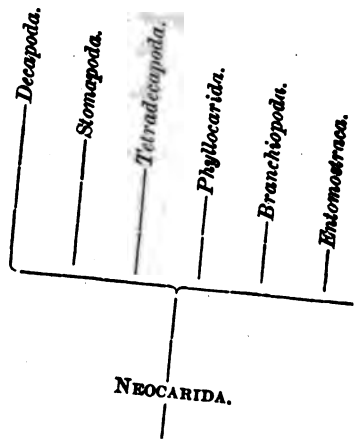 Decapoda.
Stomapoda.
Tetradecapoda.
Phyllocarida.
Branchiopoda.
Entomostraca.
NEOCARIDA.